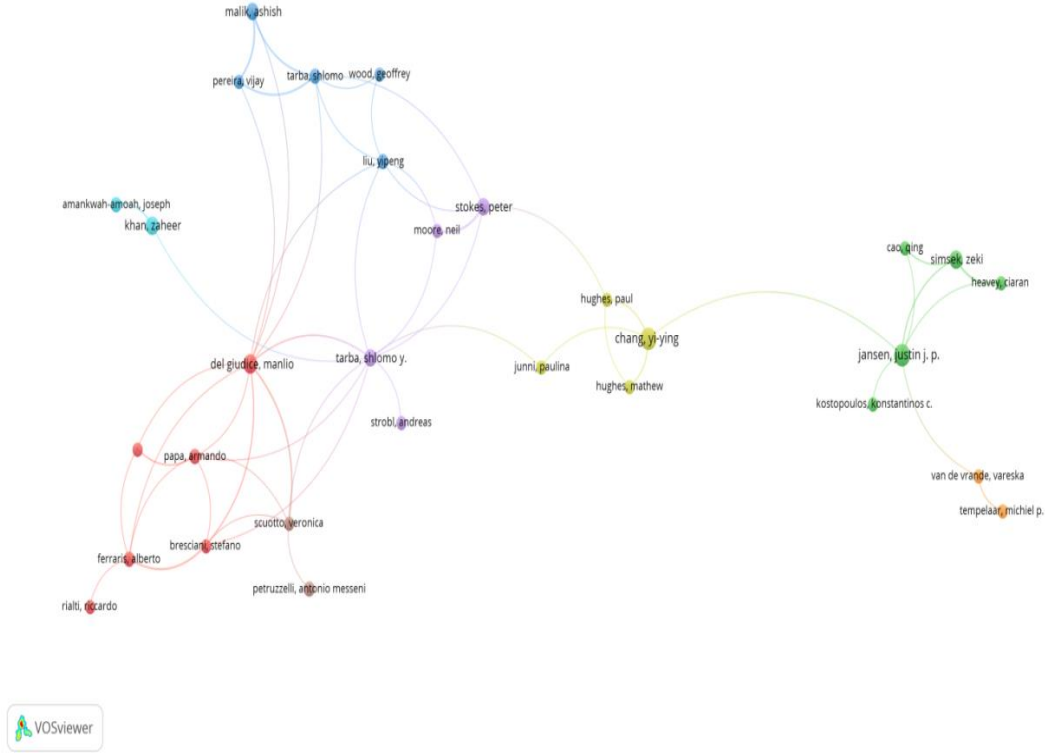 malik, ashish
pereira, vijay
tarba, shlomo
wood, geoffrey
liu, yipeng
amankwah-amoah, joseph
khan, zaheer
stokes, peter
moore, neil
cao, qing
simsek, zeki
heavey, ciaran
hughes, paul
chang, yi-ying
jansen, justin j. p.
del giudice, manlio
tarba, shlomo y.
junni, paulina
hughes, mathew
kostopoulos, konstantinos c.
strobl, andreas
papa, armando
van de vrande, vareska
tempelaar, michiel p.
scuotto, veronica
bresciani, stefano
ferraris, alberto
petruzzelli, antonio messeni
rialti, riccardo
VOSviewer